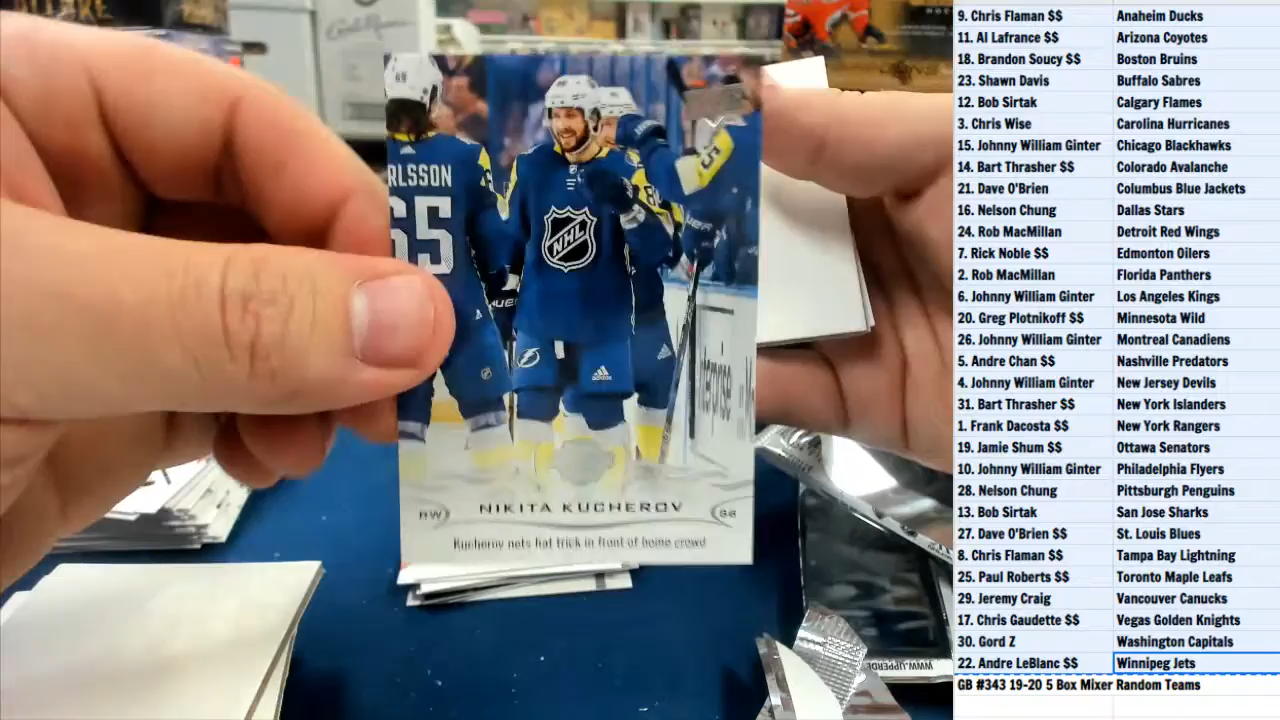 RLSSON
65
NHL
NIKITA KUCHEROV
RW
86
Kucherov nets hat trick in front of home crowd
9. Chris Flaman $$ Anaheim Ducks
11. Al Lafrance $$ Arizona Coyotes
18. Brandon Soucy $$ Boston Bruins
23. Shawn Davis Buffalo Sabres
12. Bob Sirtak Calgary Flames
3. Chris Wise Carolina Hurricanes
15. Johnny William Ginter Chicago Blackhawks
14. Bart Thrasher $$ Colorado Avalanche
21. Dave O'Brien Columbus Blue Jackets
16. Nelson Chung Dallas Stars
24. Rob MacMillan Detroit Red Wings
7. Rick Noble $$ Edmonton Oilers
2. Rob MacMillan Florida Panthers
6. Johnny William Ginter Los Angeles Kings
20. Greg Plotnikoff $$ Minnesota Wild
26. Johnny William Ginter Montreal Canadiens
5. Andre Chan $$ Nashville Predators
4. Johnny William Ginter New Jersey Devils
31. Bart Thrasher $$ New York Islanders
1. Frank Dacosta $$ New York Rangers
19. Jamie Shum $$ Ottawa Senators
10. Johnny William Ginter Philadelphia Flyers
28. Nelson Chung Pittsburgh Penguins
13. Bob Sirtak San Jose Sharks
27. Dave O'Brien $$ St. Louis Blues
8. Chris Flaman $$ Tampa Bay Lightning
25. Paul Roberts $$ Toronto Maple Leafs
29. Jeremy Craig Vancouver Canucks
17. Chris Gaudette $$ Vegas Golden Knights
30. Gord Z Washington Capitals
22. Andre LeBlanc $$ Winnipeg Jets
GB #343 19-20 5 Box Mixer Random Teams